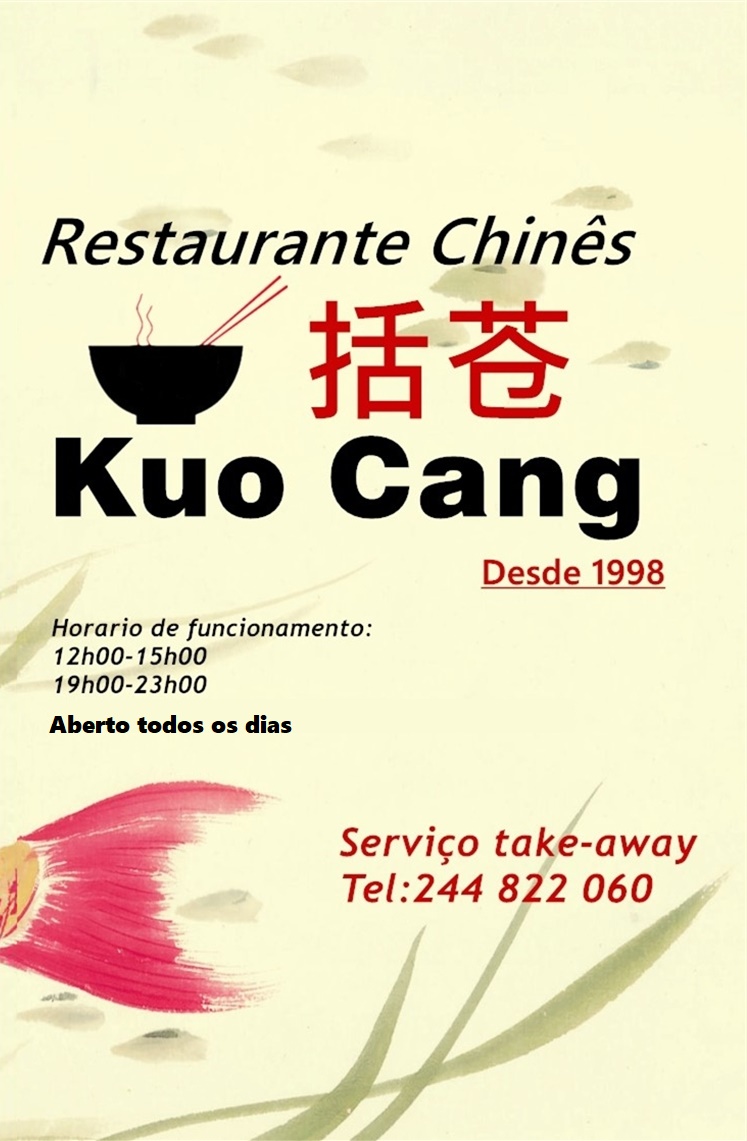 Restaurante Chinês
括苍
Kuo Cang
Desde 1998
Horario de funcionamento:
12h00-15h00
19h00-23h00
Aberto todos os dias
Serviço take-away
Tel:244 822 060